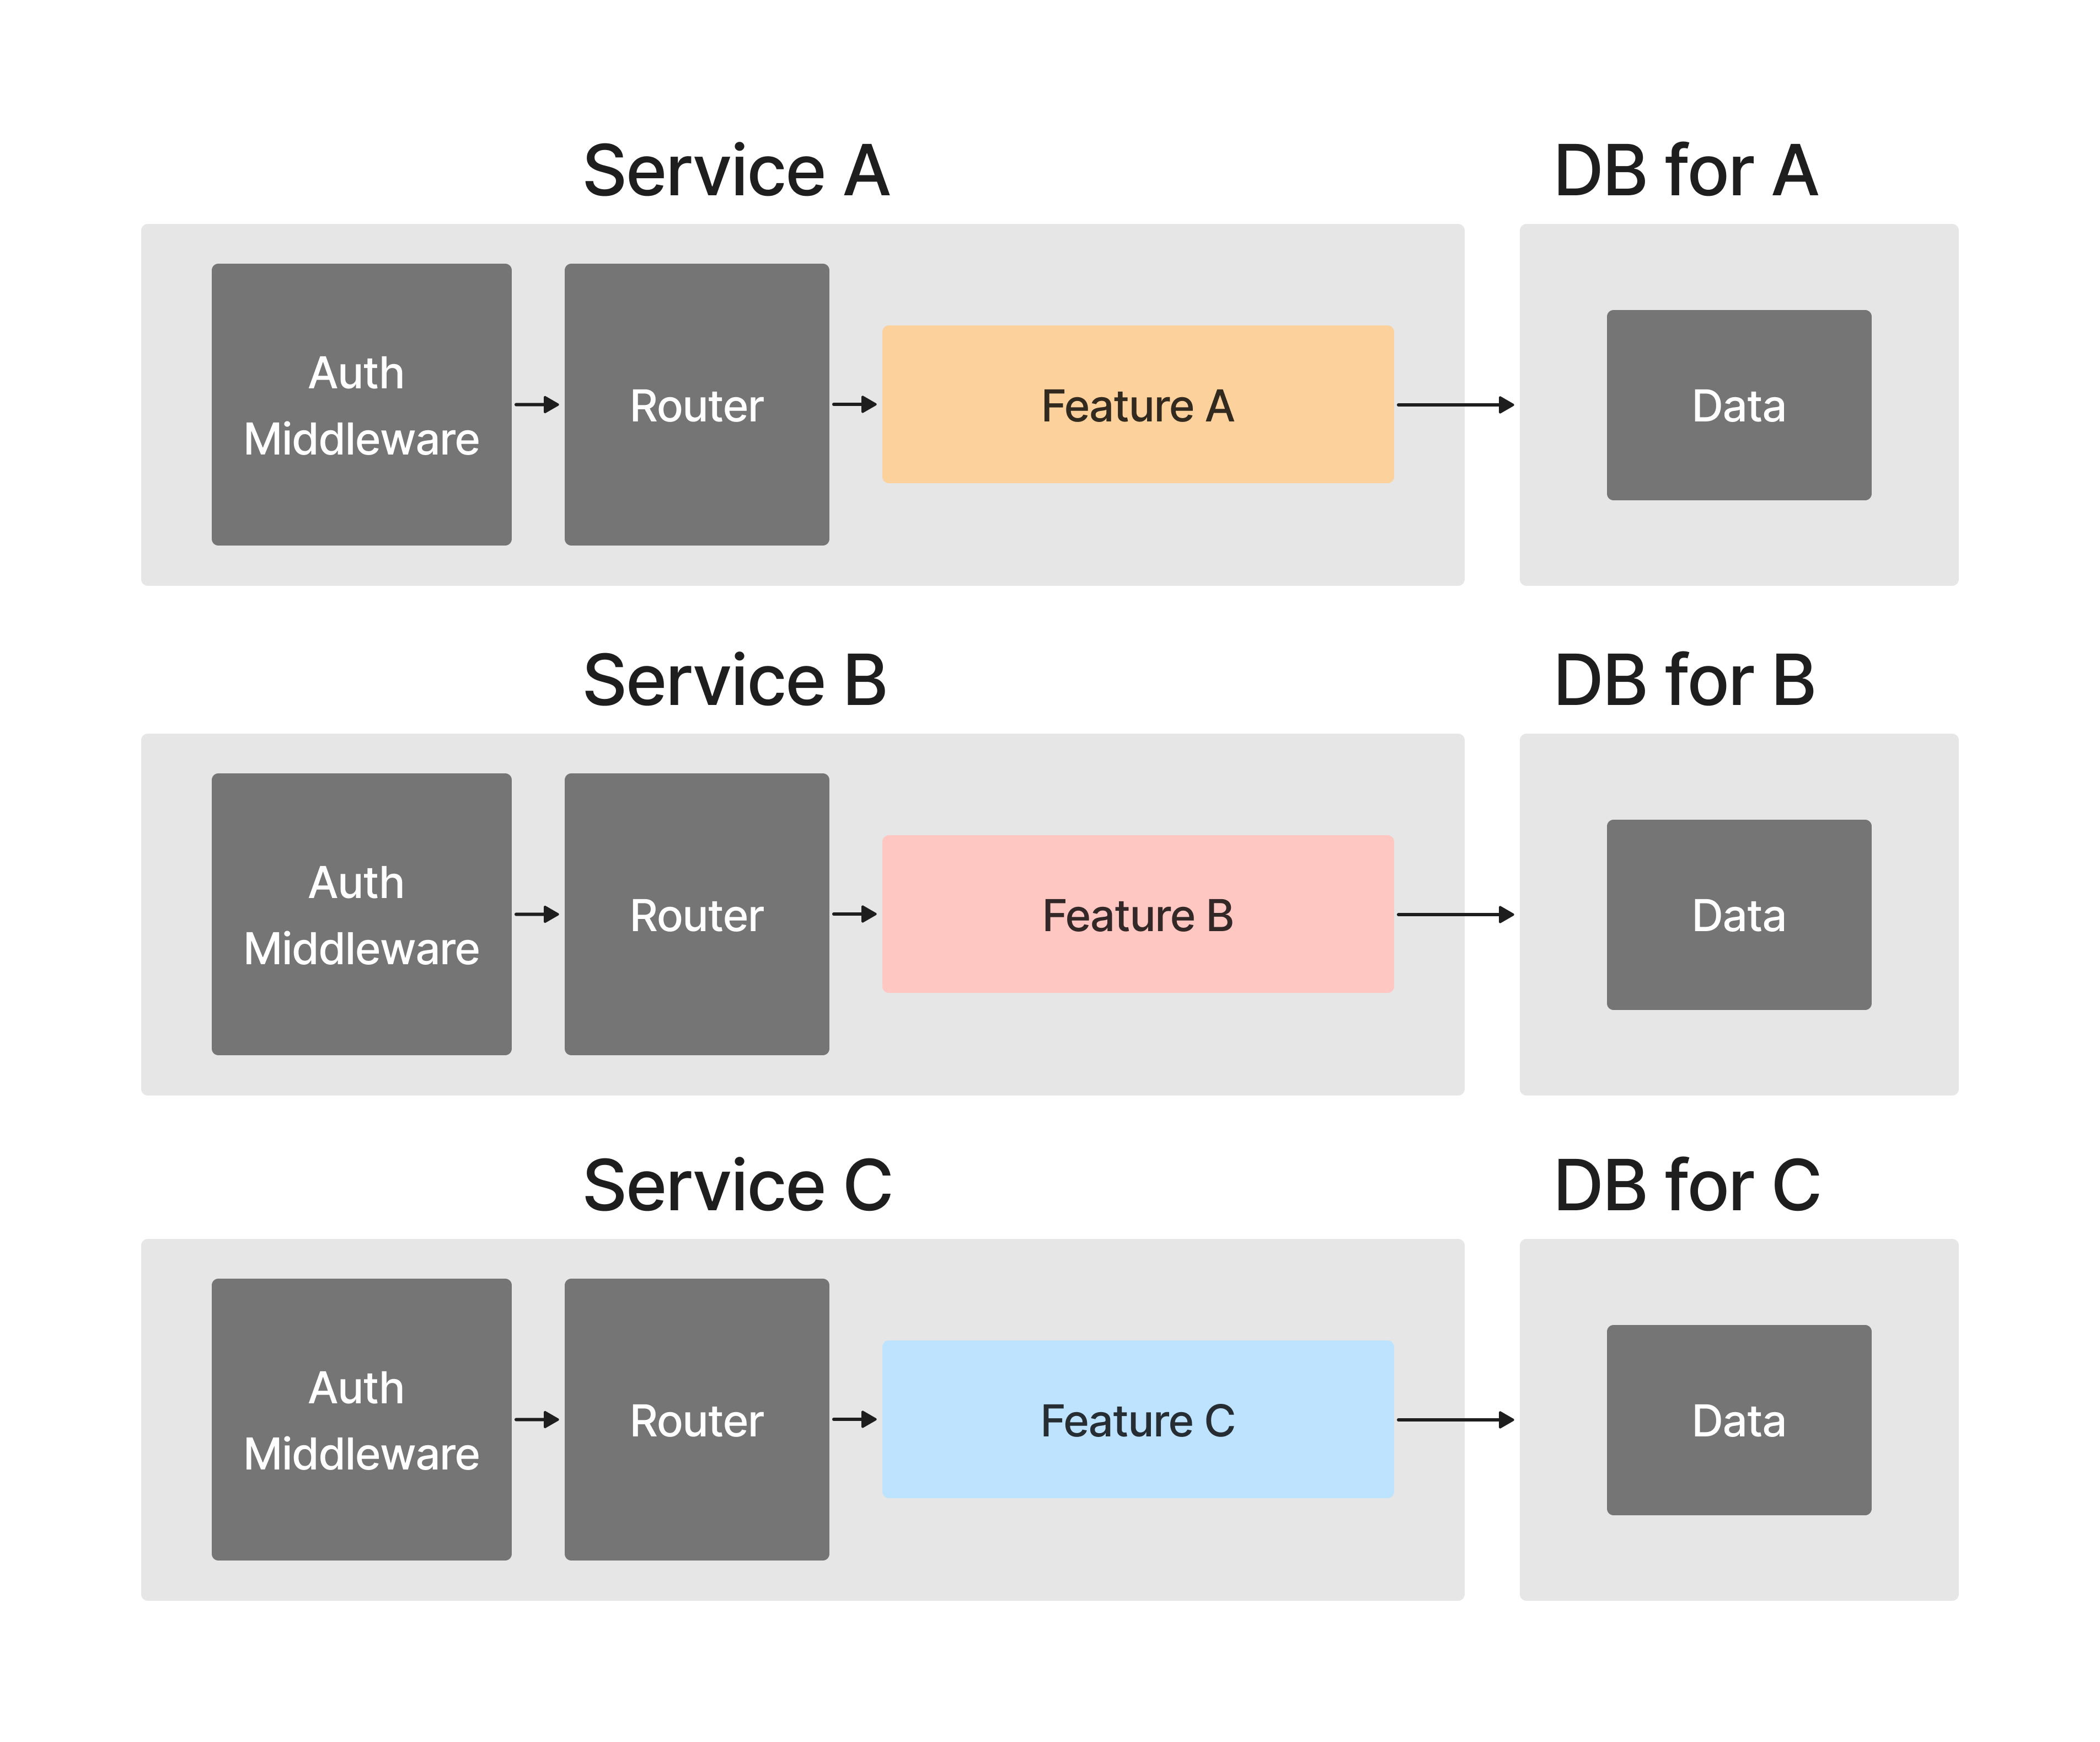 Service A
DB for A
Auth
Middleware
Router
Feature A
Data
Service B
DB for B
Auth
Middleware
Router
Feature B
Data
Service C
DB for C
Auth
Middleware
Router
Feature C
Data